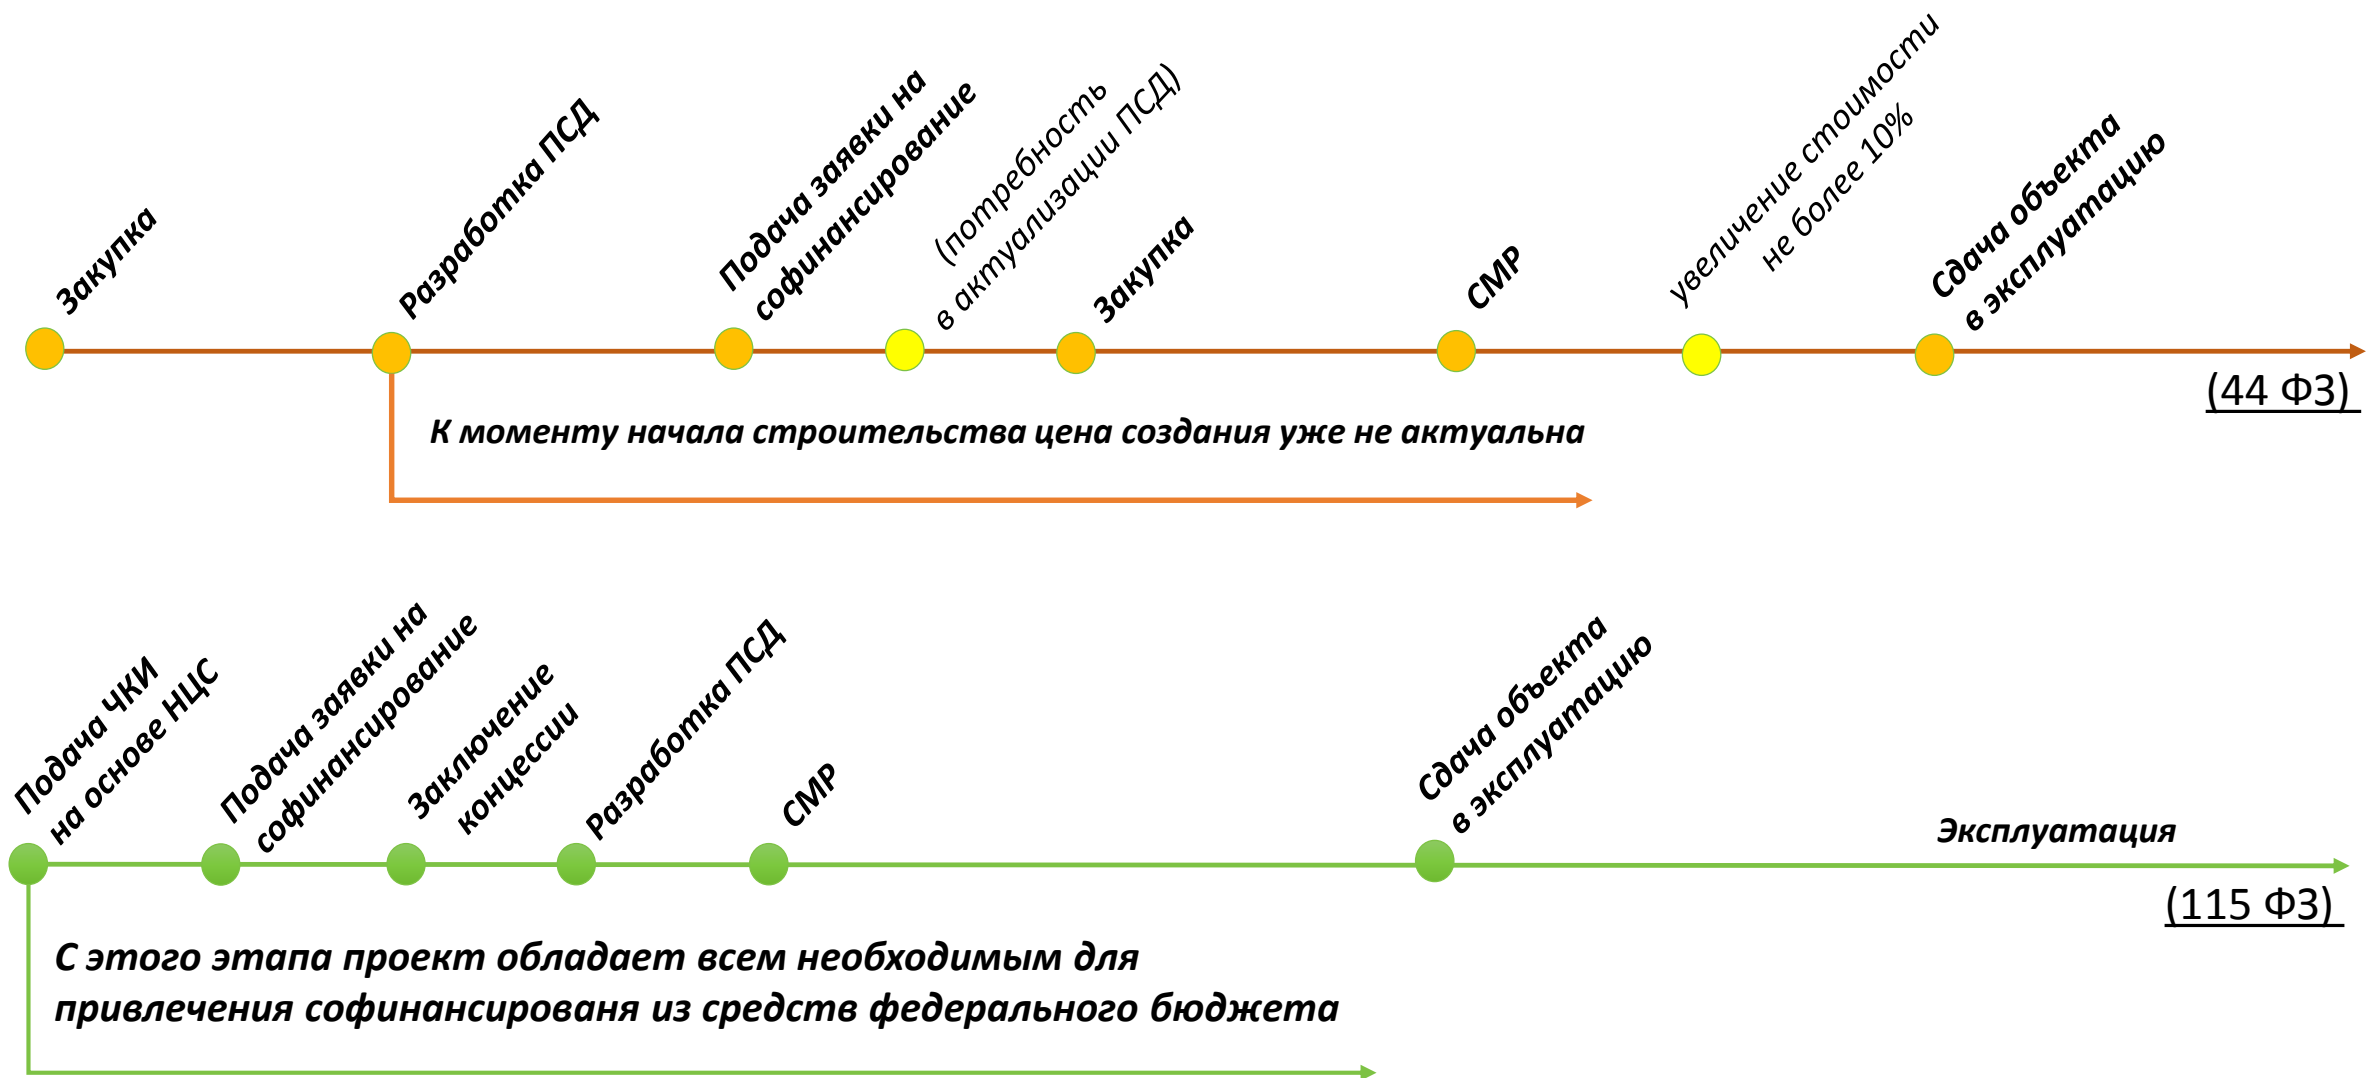 Закупка
Разработка ПСД
Подача заявки на
софинансирование
(потребность
в актуализации ПСД)
Закупка
СМР
увеличение стоимости
не более 10%
Сдача объекта
в эксплуатацию
(44 ФЗ)
К моменту начала строительства цена создания уже не актуальна
Подача ЧКИ
на основе НЦС
Подача заявки на
софинансирование
Заключение
концессии
Разработка ПСД
СМР
Сдача объекта
в эксплуатацию
Эксплуатация
(115 ФЗ)
С этого этапа проект обладает всем необходимым для
привлечения софинансированя из средств федерального бюджета